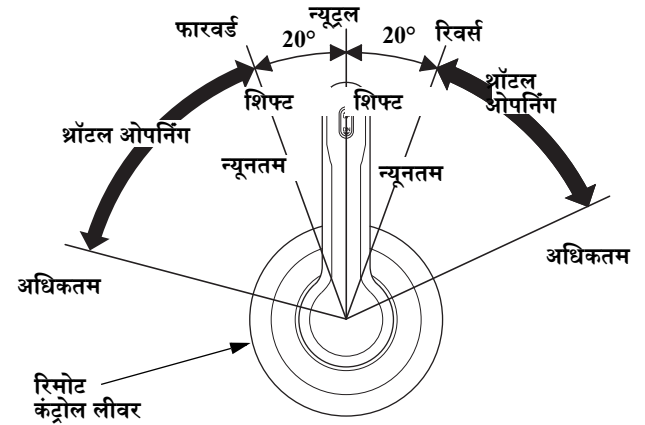 न्यूट्रल
फारवर्ड
20°
20°
रिवर्स
शिफ्ट
शिफ्ट
थ्रॉटल
ओपनिंग
थ्रॉटल ओपनिंग
न्यूनतम
न्यूनतम
अधिकतम
अधिकतम
रिमोट
कंट्रोल लीवर